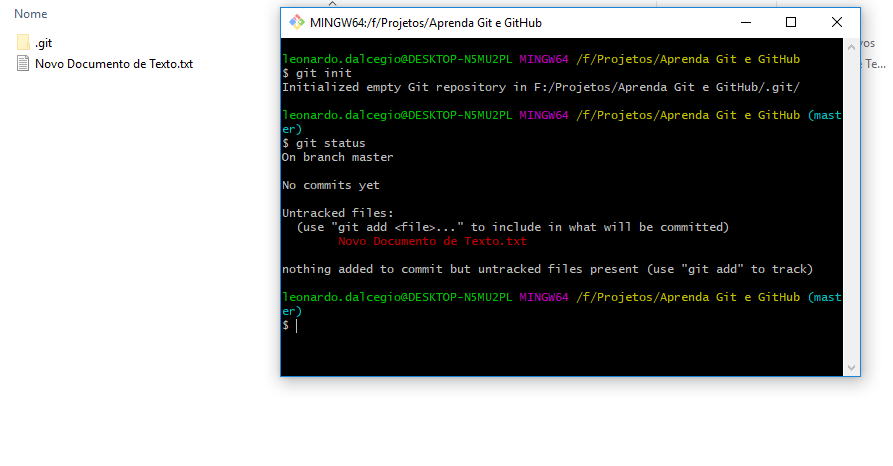 Nome
.git
Novo Documento de Texto.txt
vos
Te...
MINGW64:/f/Projetos/Aprenda Git e GitHub
leonardo.dalcegio@DESKTOP-N5MU2PL MINGW64 /f/Projetos/Aprenda Git e GitHub
$ git init
Initialized empty Git repository in F:/Projetos/Aprenda Git e GitHub/.git/
leonardo.dalcegio@DESKTOP-N5MU2PL MINGW64 /f/Projetos/Aprenda Git e GitHub (mast
er)
$ git status
On branch master
No commits yet
Untracked files:
(use "git add <file>..." to include in what will be committed)
Novo Documento de Texto.txt
nothing added to commit but untracked files present (use "git add" to track)
leonardo.dalcegio@DESKTOP-N5MU2PL MINGW64 /f/Projetos/Aprenda Git e GitHub (mast
er)
$